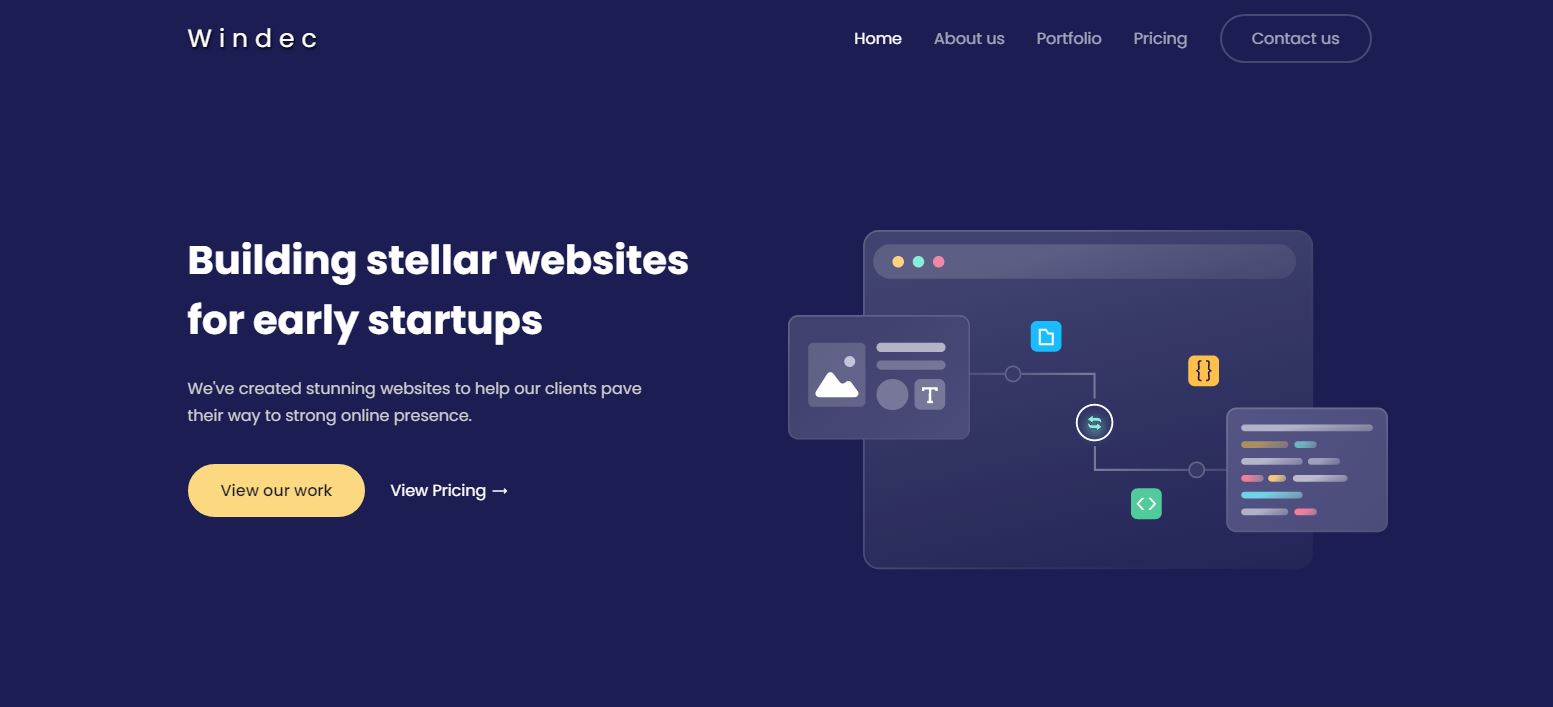 Windec
Home About us Portfolio Pricing Contact us
Building stellar websites
for early startups
We've created stunning websites to help our clients pave
their way to strong online presence.
View our work View Pricing →
T
{}
<>